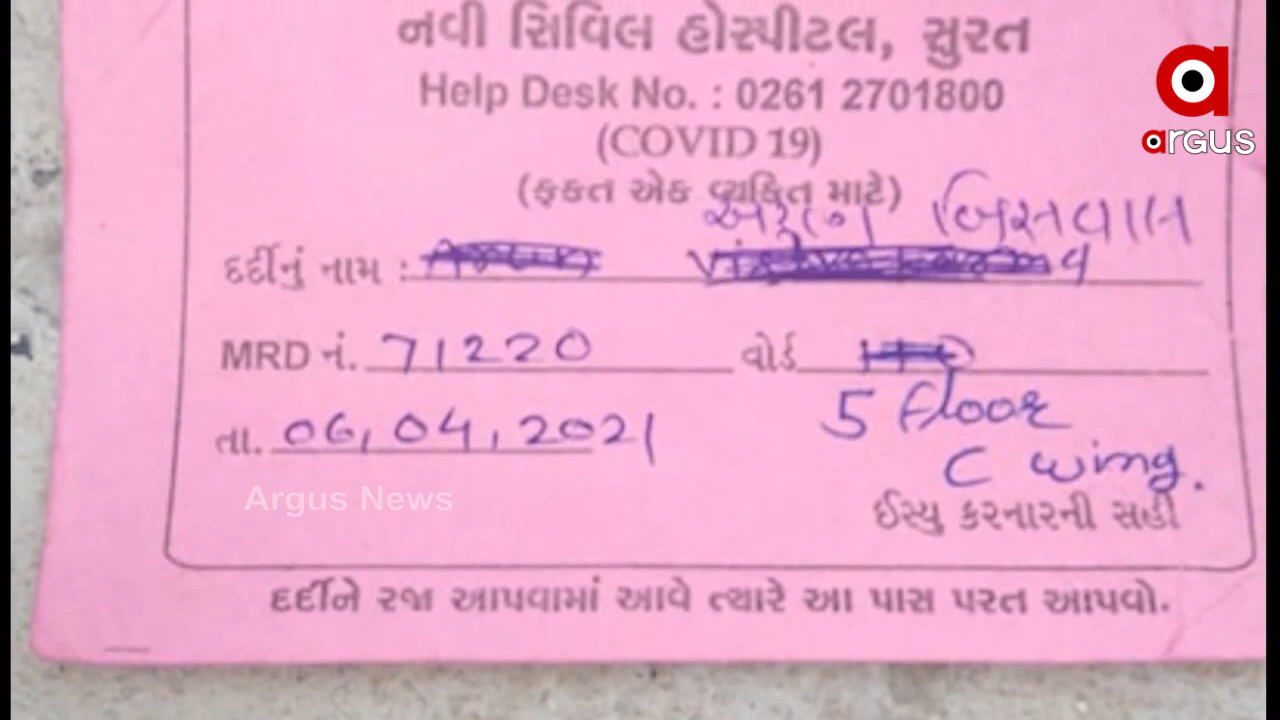 નવી સિવિલ હોસ્પીટલ, સુરત
Help Desk No. : 0261 2701800
argus
(COVID 19)
(ફકત એક વ્યકિત માટે)
બિસવાલ
દર્દીનું નામ :
MRD નં. 71220 વોર્ડ
5 floor
તા. 06,04,2021
C wing.
Argus News
ઈસ્યુ કરનારની સહી
દર્દીને રજા આપવામાં આવે ત્યારે આ પાસ પરત આપવો.